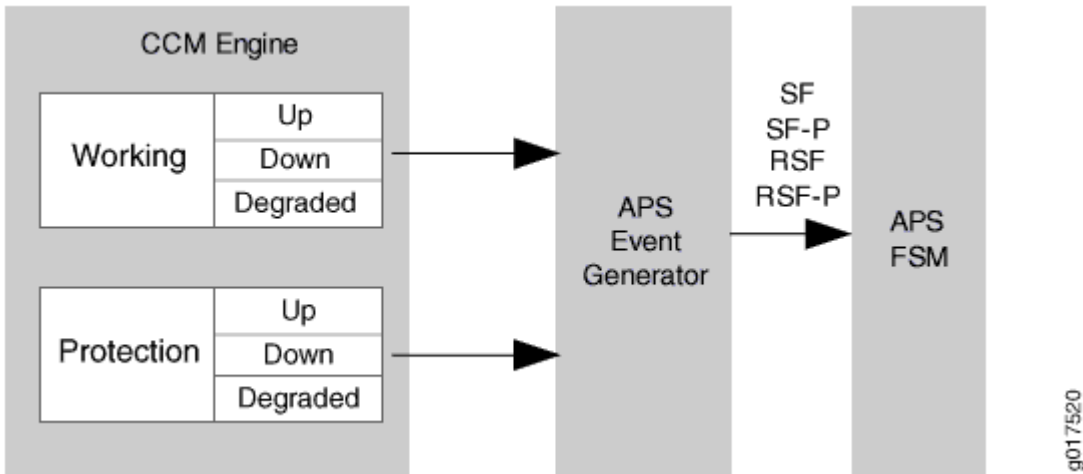 CCM Engine
Working
Up
Down
Degraded
Protection
Up
Down
Degraded
APS
Event
Generator
SF
SF-P
RSF
RSF-P
APS
FSM
g017520